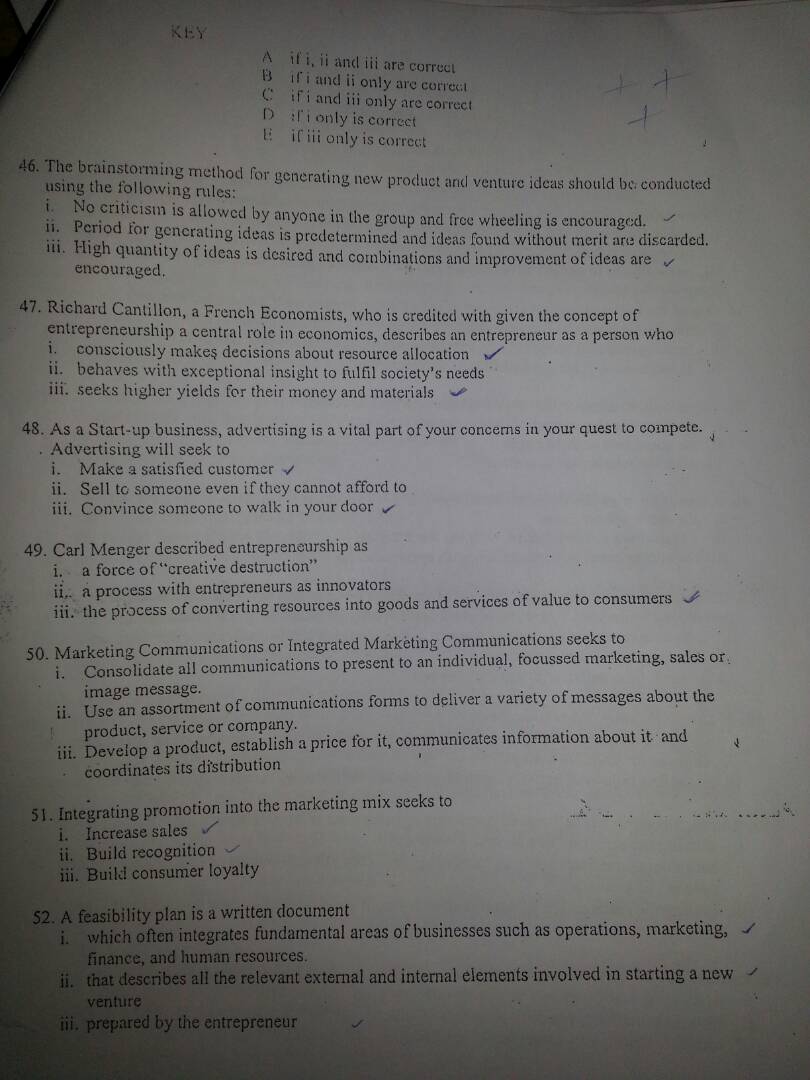 KEY
A if i, ii and iii are correct
B if i and ii only are correct
C if i and iii only are correct
D if i only is correct
E if iii only is correct
46. The brainstorming method for generating new product and venture ideas should be conducted
using the following rules:
i. No criticism is allowed by anyone in the group and free wheeling is encouraged.
ii. Period for generating ideas is predetermined and ideas found without merit are discarded.
iii. High quantity of ideas is desired and combinations and improvement of ideas are
encouraged.
47. Richard Cantillon, a French Economists, who is credited with given the concept of
entrepreneurship a central role in economics, describes an entrepreneur as a person who
i. consciously makes decisions about resource allocation
ii. behaves with exceptional insight to fulfil society's needs
iii. seeks higher yields for their money and materials
48. As a Start-up business, advertising is a vital part of your concerns in your quest to compete.
Advertising will seek to
i. Make a satisfied customer
ii. Sell to someone even if they cannot afford to
iii. Convince someone to walk in your door
49. Carl Menger described entrepreneurship as
i. a force of "creative destruction"
ii. a process with entrepreneurs as innovators
iii. the process of converting resources into goods and services of value to consumers
50. Marketing Communications or Integrated Marketing Communications seeks to
i. Consolidate all communications to present to an individual, focussed marketing, sales or
image message.
ii. Use an assortment of communications forms to deliver a variety of messages about the
product, service or company.
iii. Develop a product, establish a price for it, communicates information about it and
coordinates its distribution
51. Integrating promotion into the marketing mix seeks to
i. Increase sales
ii. Build recognition
iii. Build consumer loyalty
52. A feasibility plan is a written document
i. which often integrates fundamental areas of businesses such as operations, marketing,
finance, and human resources.
ii. that describes all the relevant external and internal elements involved in starting a new
venture
iii. prepared by the entrepreneur